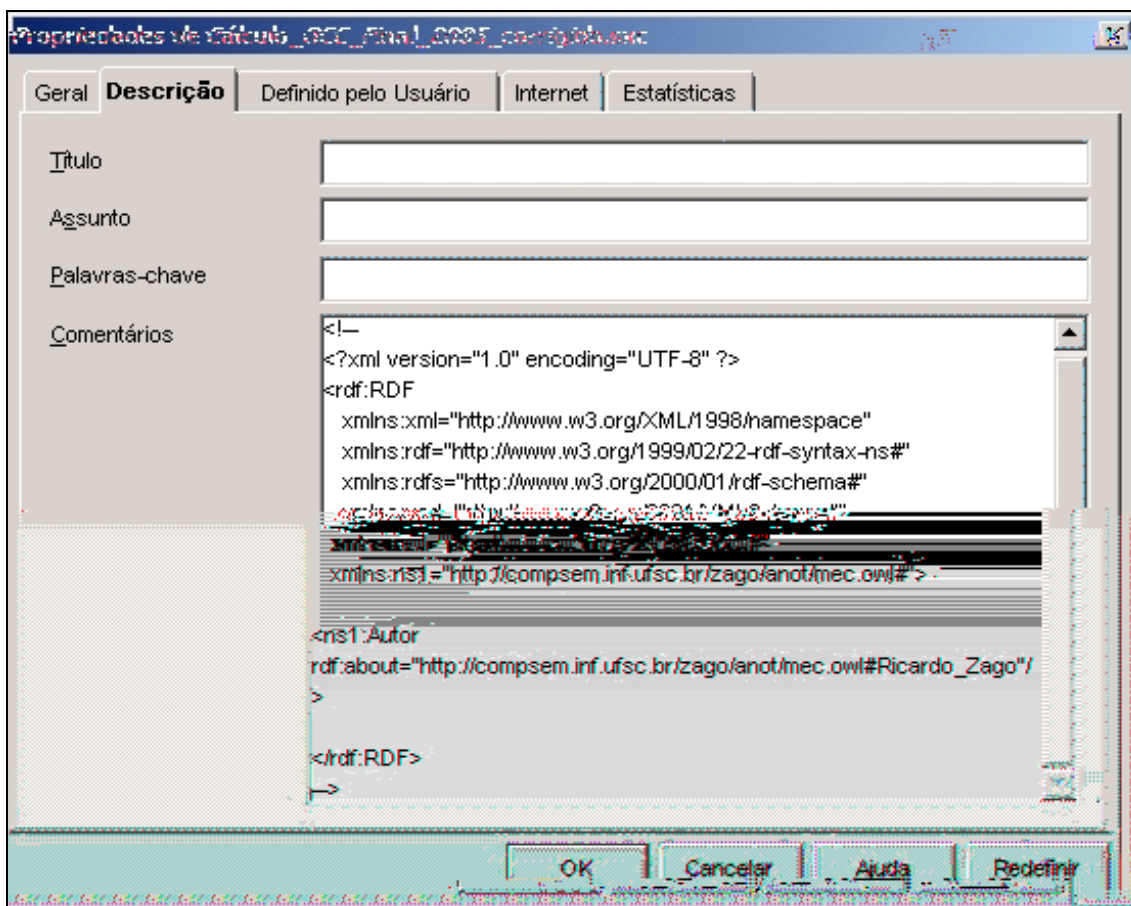 Propriedades de Cálculo_OCC_Final_2005_corrigido.sxc
Geral Descrição Definido pelo Usuário Internet Estatísticas
Título
Assunto
Palavras-chave
Comentários
<!--
<?xml version="1.0" encoding="UTF-8" ?>
<rdf:RDF
xmlns:xml="http://www.w3.org/XML/1998/namespace"
xmlns:rdf="http://www.w3.org/1999/02/22-rdf-syntax-ns#"
xmlns:rdfs="http://www.w3.org/2000/01/rdf-schema#"
xmlns:ns1="http://compsem.inf.ufsc.br/zago/anot/mec.owl#">
<ns1:Autor
rdf:about="http://compsem.inf.ufsc.br/zago/anot/mec.owl#Ricardo_Zago"/
>
</rdf:RDF>
-->
OK Cancelar Ajuda Redefinir